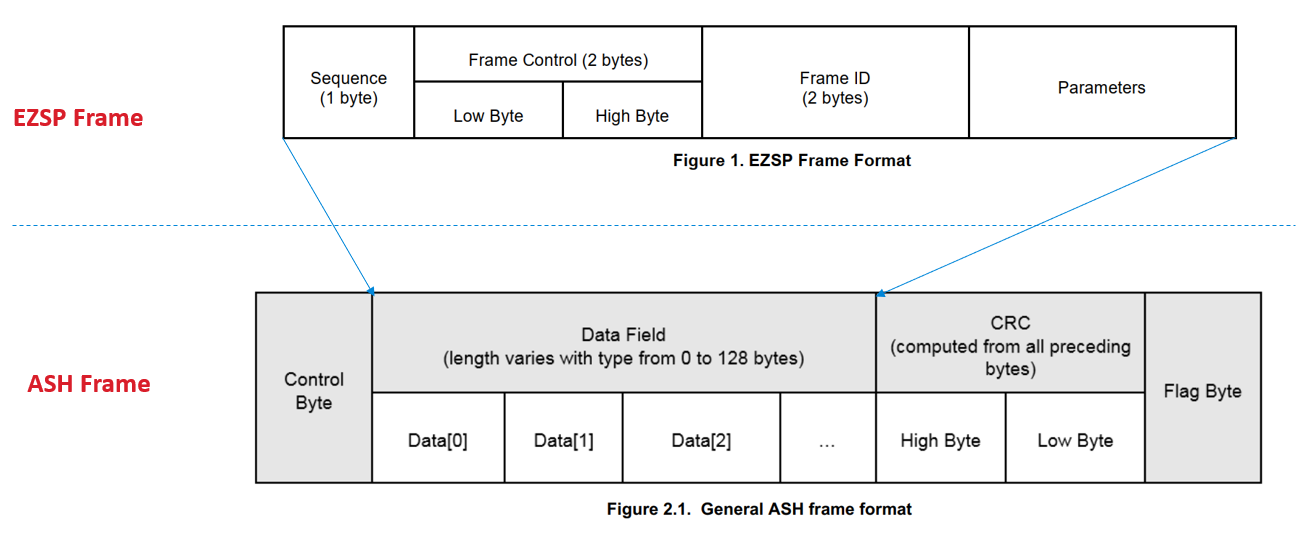 EZSP Frame
Sequence
(1 byte)
Frame Control (2 bytes)
Low Byte
High Byte
Frame ID
(2 bytes)
Parameters
Figure 1. EZSP Frame Format
ASH Frame
Control
Byte
Data Field
(length varies with type from 0 to 128 bytes)
Data[0]
Data[1]
Data[2]
...
CRC
(computed from all preceding
bytes)
High Byte
Low Byte
Flag Byte
Figure 2.1. General ASH frame format